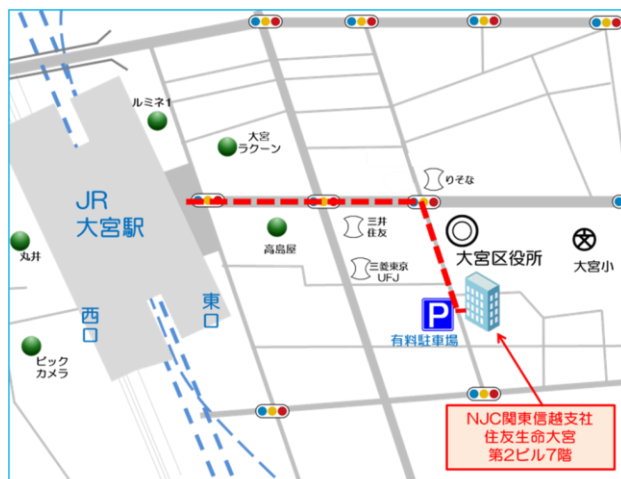 ルミネ1
大宮
ラクーン
りそな
JR
大宮駅
三井
住友
高島屋
大宮区役所
大宮小
丸井
三菱東京
UFJ
東口
西口
P
有料駐車場
ビック
カメラ
NJC関東信越支社
住友生命大宮
第2ビル7階